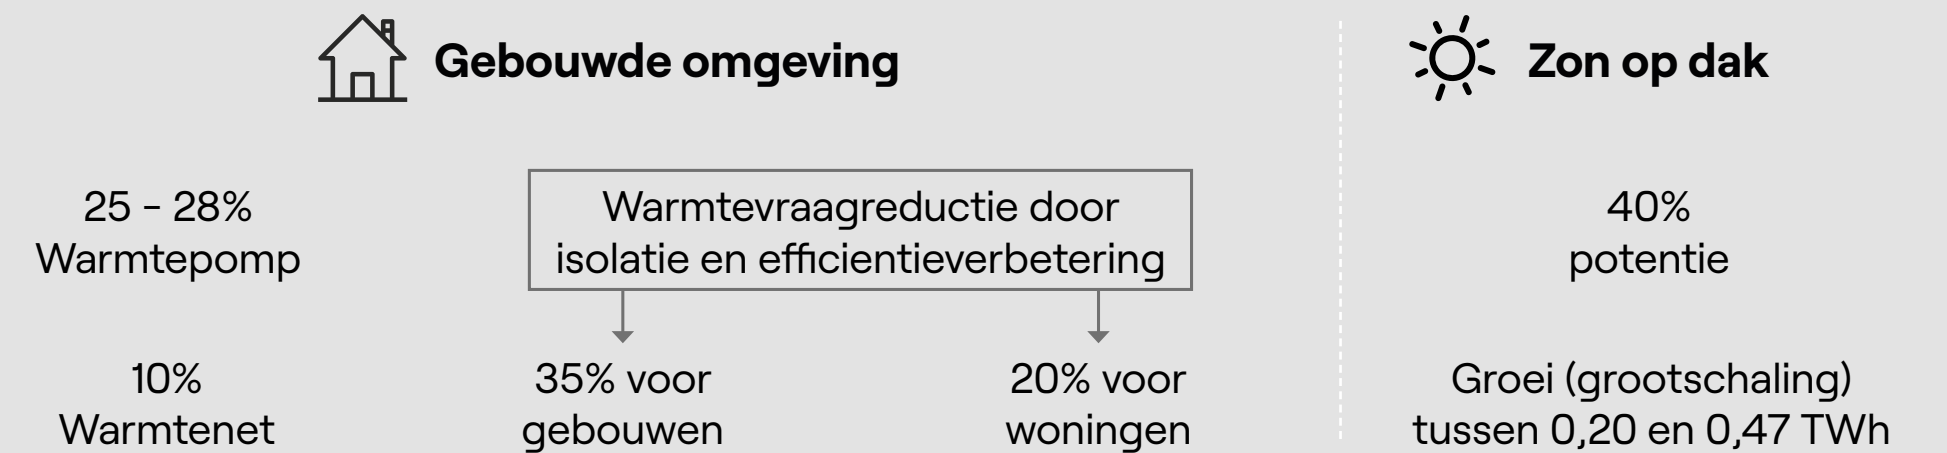 Gebouwde omgeving
25 – 28%
Warmtepomp
10%
Warmtenet
Warmtevraagreductie door
isolatie en efficientieverbetering
35% voor
gebouwen
20% voor
woningen
Zon op dak
40%
potentie
Groei (grootschaling)
tussen 0,20 en 0,47 TWh